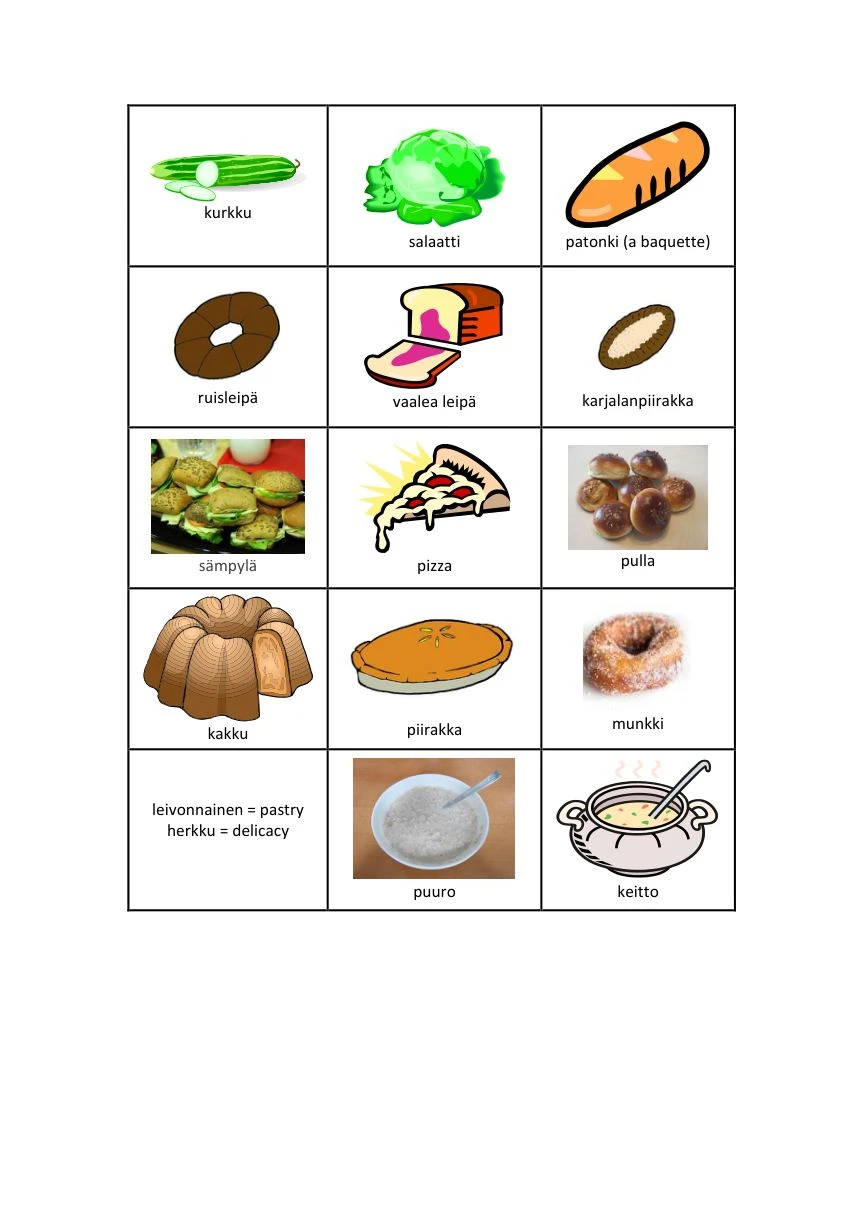 kurkku
salaatti
patonki (a baquette)
ruisleipä
vaalea leipä
karjalanpiirakka
sämpylä
pizza
pulla
kakku
piirakka
munkki
leivonnainen = pastry
herkku = delicacy
puuro
keitto